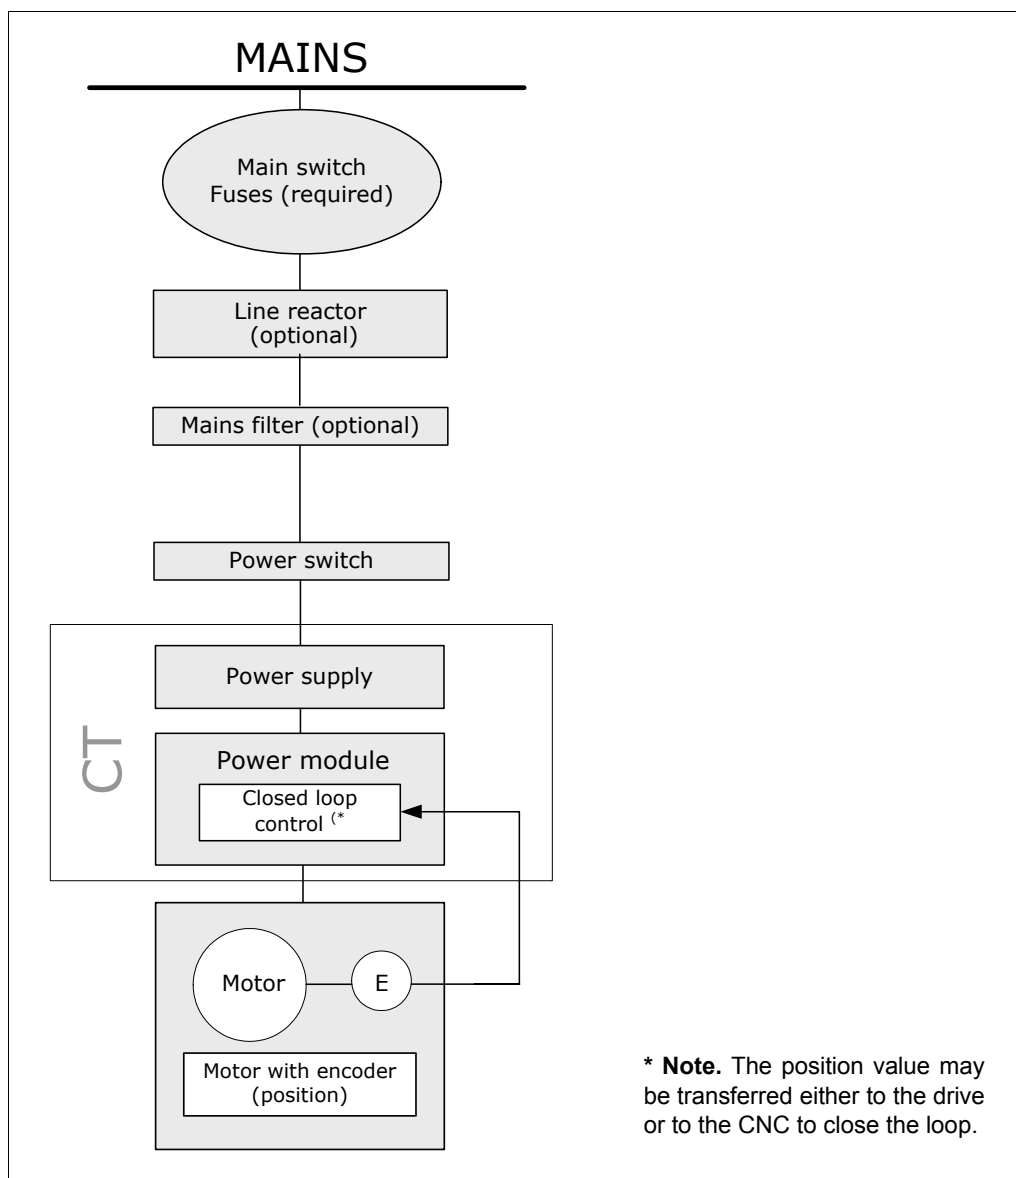 MAINS
Main switch
Fuses (required)
Line reactor
(optional)
Mains filter (optional)
Power switch
CT
Power supply
Power module
Closed loop
control (*
Motor
E
Motor with encoder
(position)
* Note. The position value may
be transferred either to the drive
or to the CNC to close the loop.